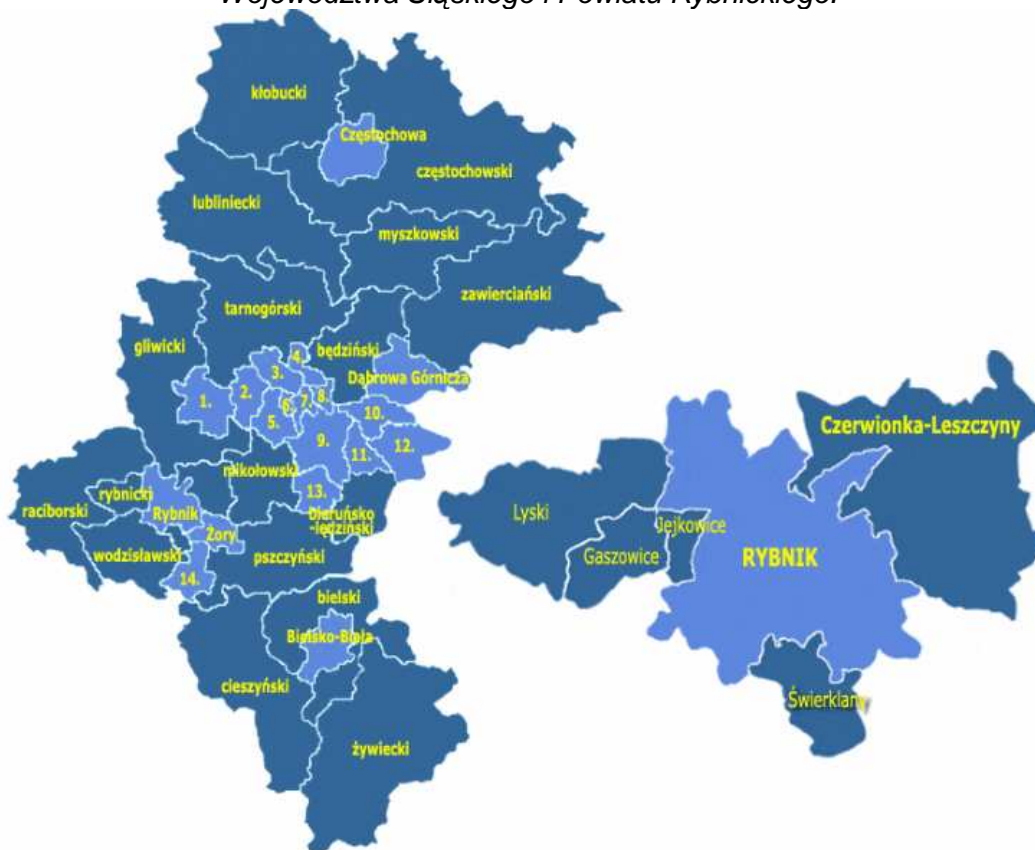 Województwa Śląskiego i Powiatu Rybnickiego.
kłobucki
Częstochowa
częstochowski
lubliniecki
myszkowski
zawierciański
tarnogórski
gliwicki
będziński
4.
3.
Dąbrowa Górnicza
1.
2.
6.
7.
8.
5.
10.
9.
11.
12.
mikołowski
13.
rybnicki
raciborski
Rybnik
Bieruńsko
-lędziński
Żory
wodzisławski
pszczyński
14.
bielski
Bielsko-Biała
cieszyński
żywiecki
Czerwionka-Leszczyny
Lyski
Jejkowice
Gaszowice
RYBNIK
Świerklany